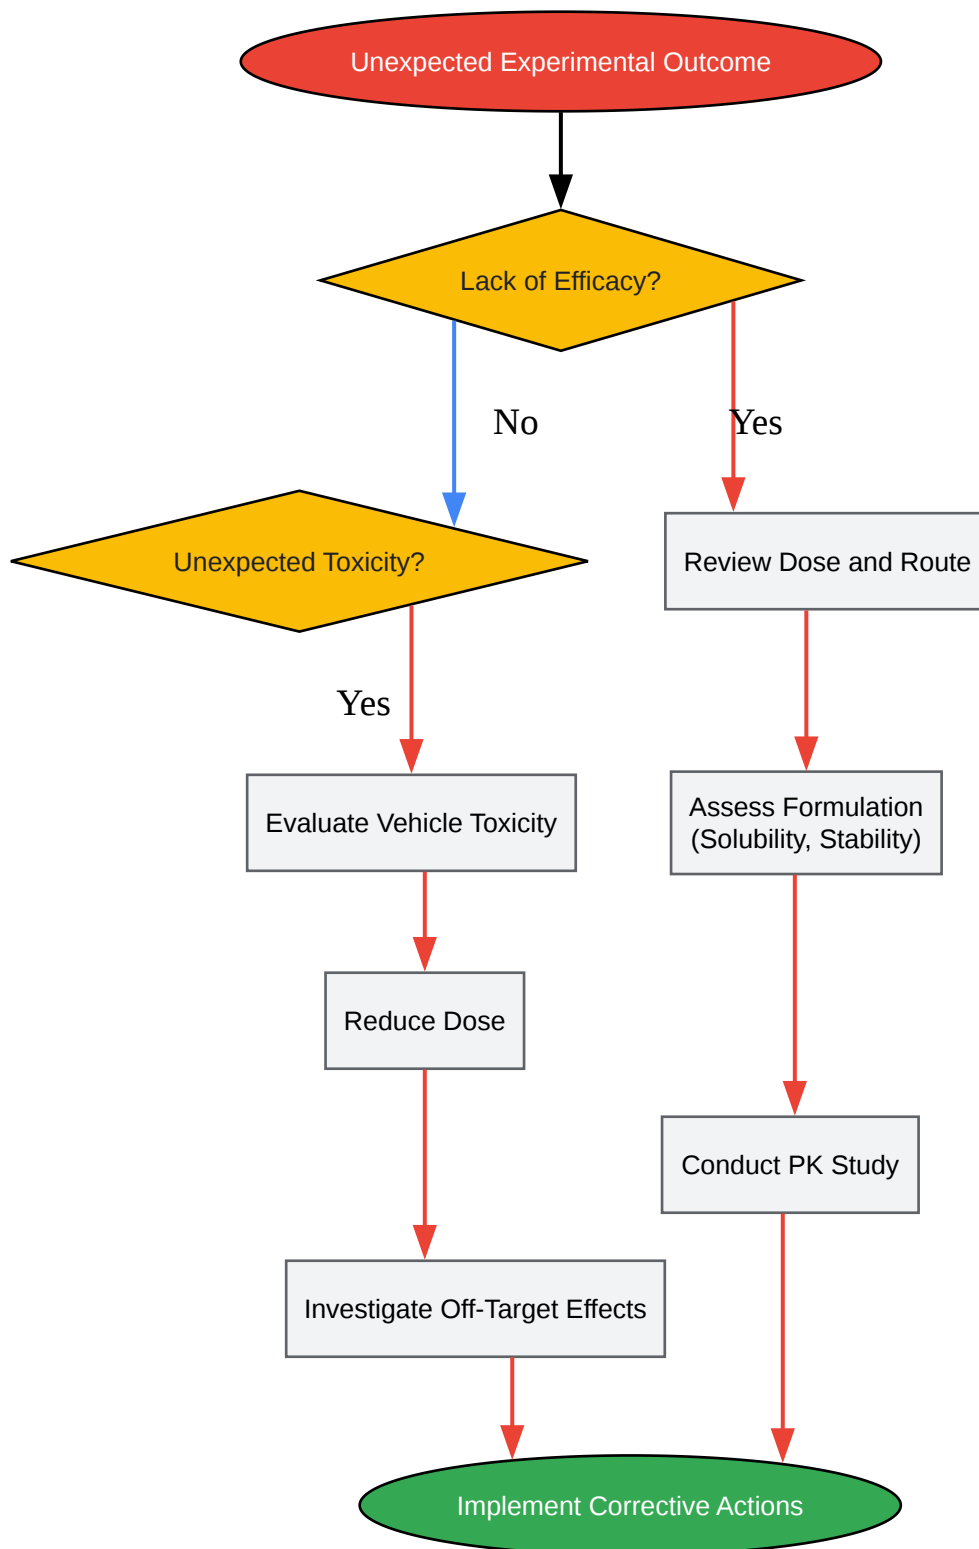 Unexpected Experimental Outcome
Lack of Efficacy?
No
Yes
Unexpected Toxicity?
Review Dose and Route
Yes
Evaluate Vehicle Toxicity
Assess Formulation
(Solubility, Stability)
Reduce Dose
Conduct PK Study
Investigate Off-Target Effects
Implement Corrective Actions